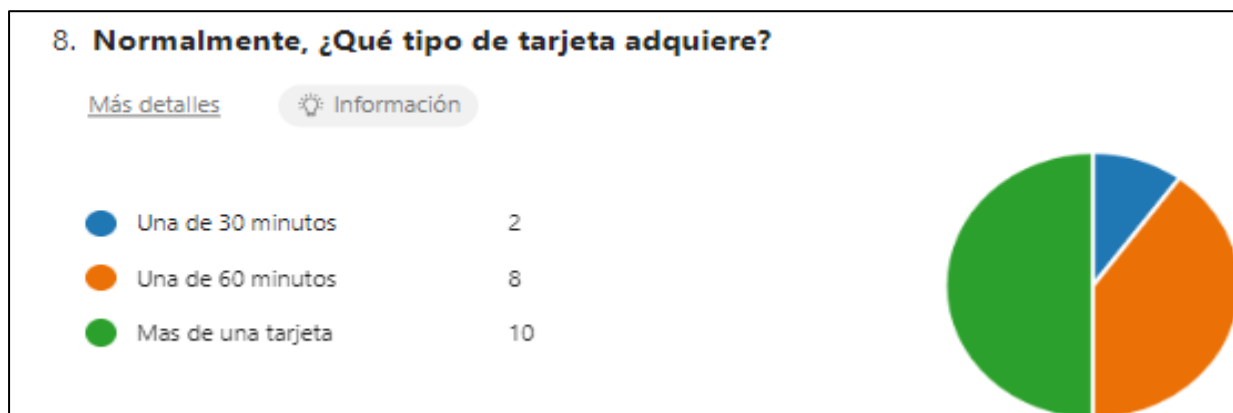 8. Normalmente, ¿Qué tipo de tarjeta adquiere?
Más detalles Información
Una de 30 minutos 2
Una de 60 minutos 8
Mas de una tarjeta 10